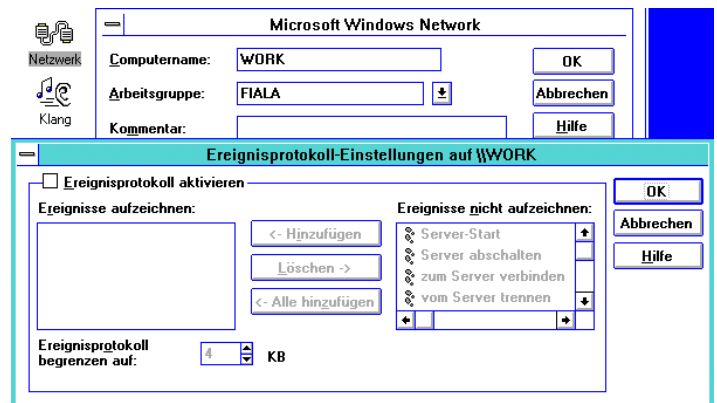 Microsoft Windows Network
Netzwerk
Computername: WORK OK
Arbeitsgruppe: FIALA Abbrechen
Klang
Kommentar: Hilfe
Ereignisprotokoll-Einstellungen auf \\WORK
Ereignisprotokoll aktivieren OK
Ereignisse aufzeichnen: Ereignisse nicht aufzeichnen:
Abbrechen
<- Hinzufügen Server-Start
Server abschalten Hilfe
Löschen -> zum Server verbinden
<- Alle hinzufügen vom Server trennen
Ereignisprotokoll
begrenzen auf: 4 KB